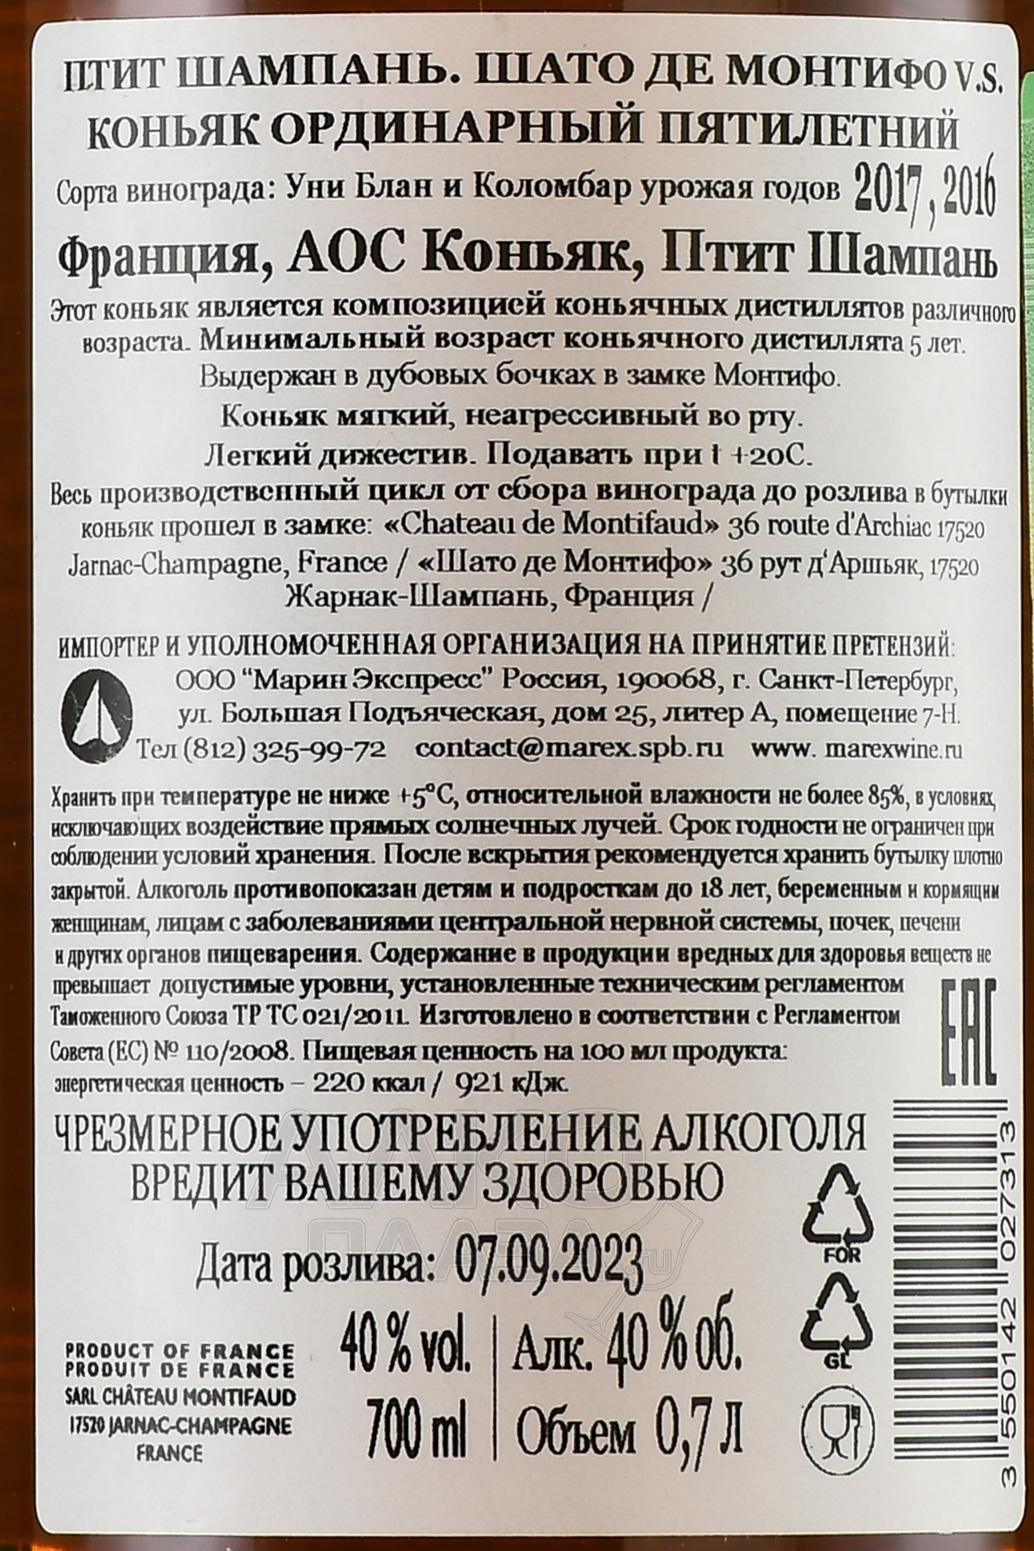 ПТИТ ШАМПАНЬ. ШАТО ДЕ МОНТИФО V.S.
КОНЬЯК ОРДИНАРНЫЙ ПЯТИЛЕТНИЙ
Сорта винограда: Уни Блан и Коломбар урожая годов 2017, 2016
Франция, АОС Коньяк, Птит Шампань
Этот коньяк является композицией коньячных дистиллятов различного
возраста. Минимальный возраст коньячного дистиллята 5 лет.
Выдержан в дубовых бочках в замке Монтифо.
Коньяк мягкий, неагрессивный во рту.
Легкий дижестив. Подавать при t +20С.
Весь производственный цикл от сбора винограда до розлива в бутылки
коньяк прошел в замке: «Chateau de Montifaud» 36 route d'Archiac 17520
Jarnac-Champagne, France / «Шато де Монтифо» 36 рут д'Аршьяк, 17520
Жарнак-Шампань, Франция /
ИМПОРТЕР И УПОЛНОМОЧЕННАЯ ОРГАНИЗАЦИЯ НА ПРИНЯТИЕ ПРЕТЕНЗИЙ:
ООО "Марин Экспресс" Россия, 190068, г. Санкт-Петербург,
ул. Большая Подъяческая, дом 25, литер А, помещение 7-Н.
Тел (812) 325-99-72 contact@marex.spb.ru www. marexwine.ru
Хранить при температуре не ниже +5°С, относительной влажности не более 85%, в условиях,
исключающих воздействие прямых солнечных лучей. Срок годности не ограничен при
соблюдении условий хранения. После вскрытия рекомендуется хранить бутылку плотно
закрытой. Алкоголь противопоказан детям и подросткам до 18 лет, беременным и кормящим
женщинам, лицам с заболеваниями центральной нервной системы, почек, печени
и других органов пищеварения. Содержание в продукции вредных для здоровья веществ не
превышает допустимые уровни, установленные техническим регламентом
Таможенного Союза ТР ТС 021/2011. Изготовлено в соответствии с Регламентом
Совета (ЕС) № 110/2008. Пищевая ценность на 100 мл продукта:
энергетическая ценность – 220 ккал / 921 кДж.
EAC
ЧРЕЗМЕРНОЕ УПОТРЕБЛЕНИЕ АЛКОГОЛЯ
ВРЕДИТ ВАШЕМУ ЗДОРОВЬЮ
Дата розлива: 07.09.2023
FOR
GL
PRODUCT OF FRANCE
PRODUIT DE FRANCE
SARL CHÂTEAU MONTIFAUD
17520 JARNAC-CHAMPAGNE
FRANCE
40 % vol. Алк. 40 % об.
700 ml Объем 0,7 Л
3 550142 027313
АЛКО
ПАЛАТА
ru